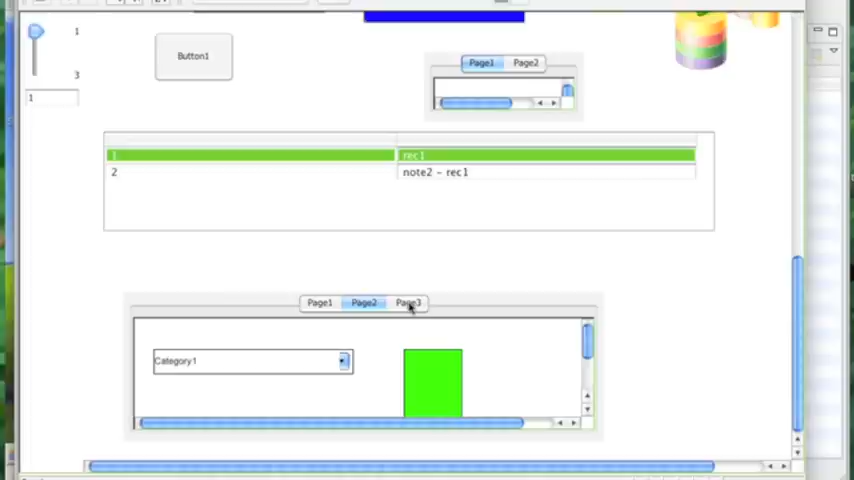 1
Button1
Page1 Page2
3
1
1 rec1
2 note2 - rec1
Page1 Page2 Page3
Category1